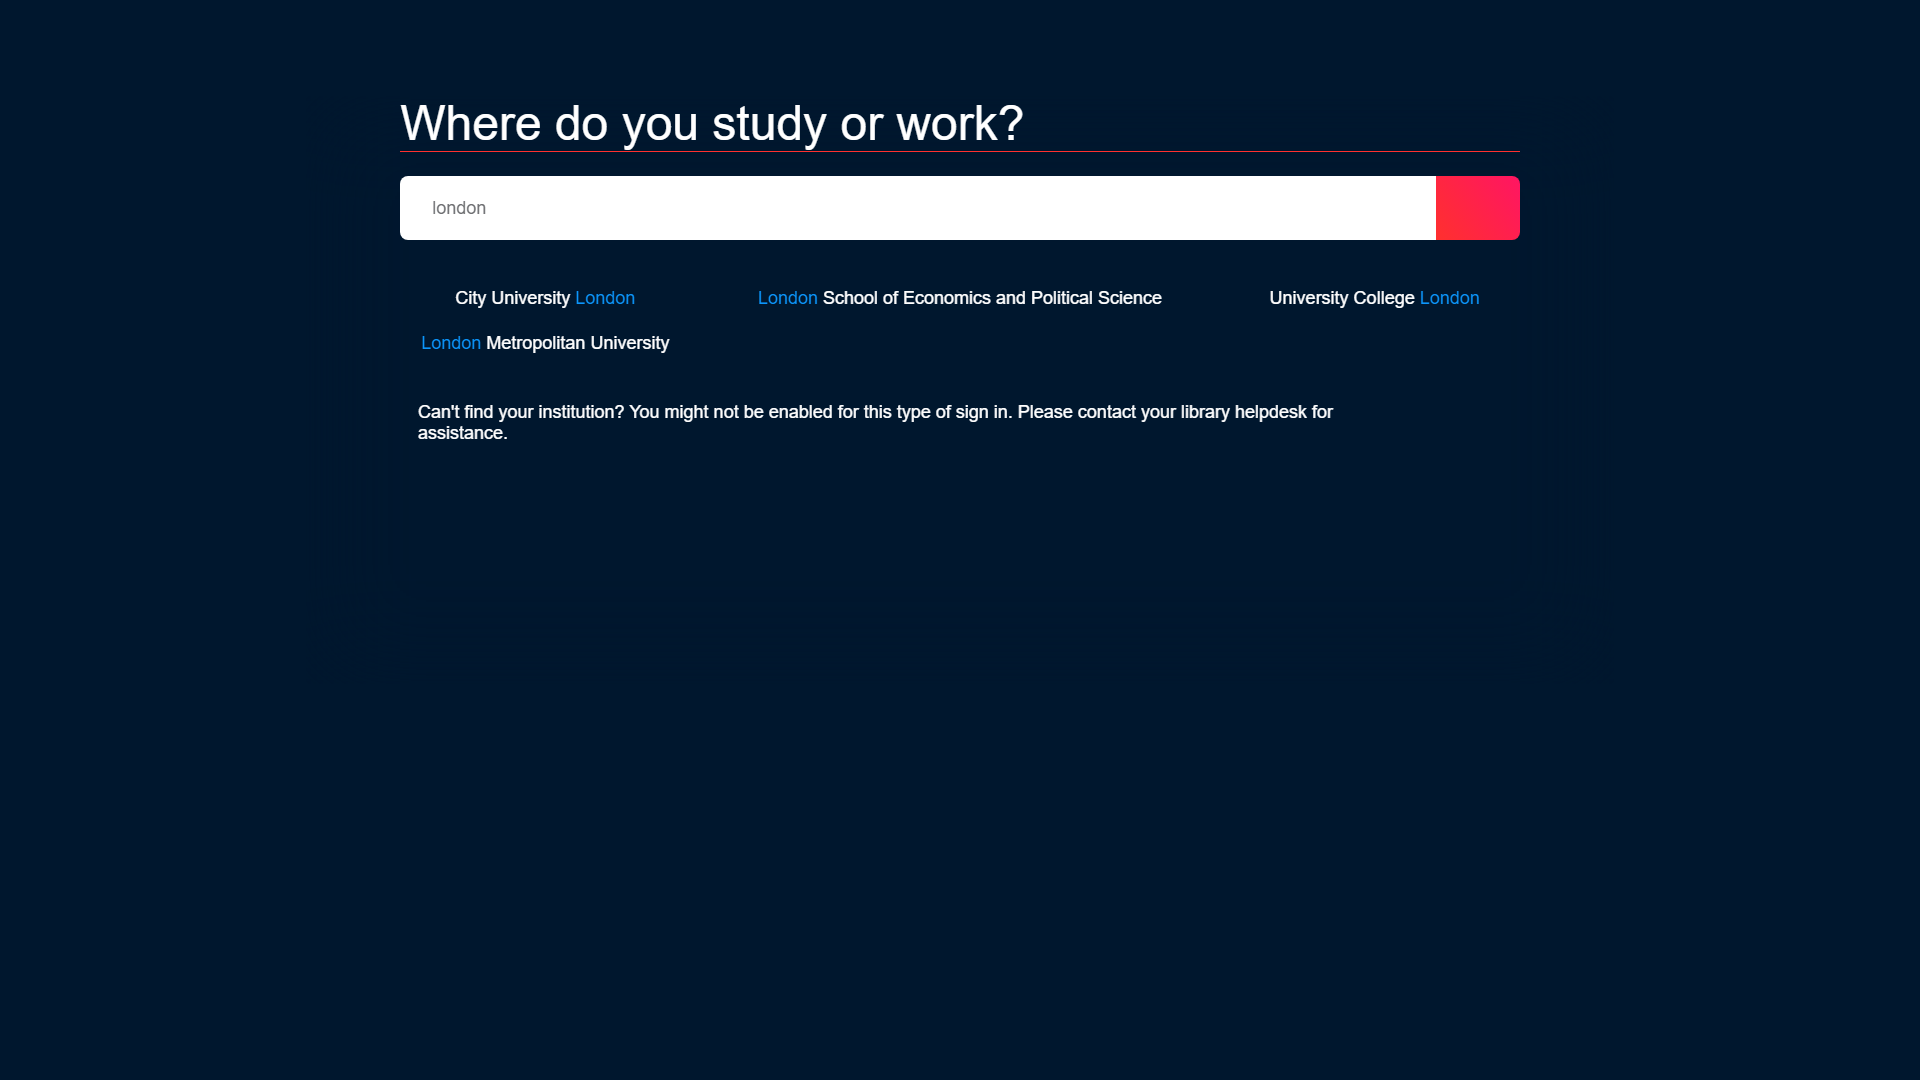 Where do you study or work?
london
City University London
London School of Economics and Political Science
University College London
London Metropolitan University
Can't find your institution? You might not be enabled for this type of sign in. Please contact your library helpdesk for
assistance.